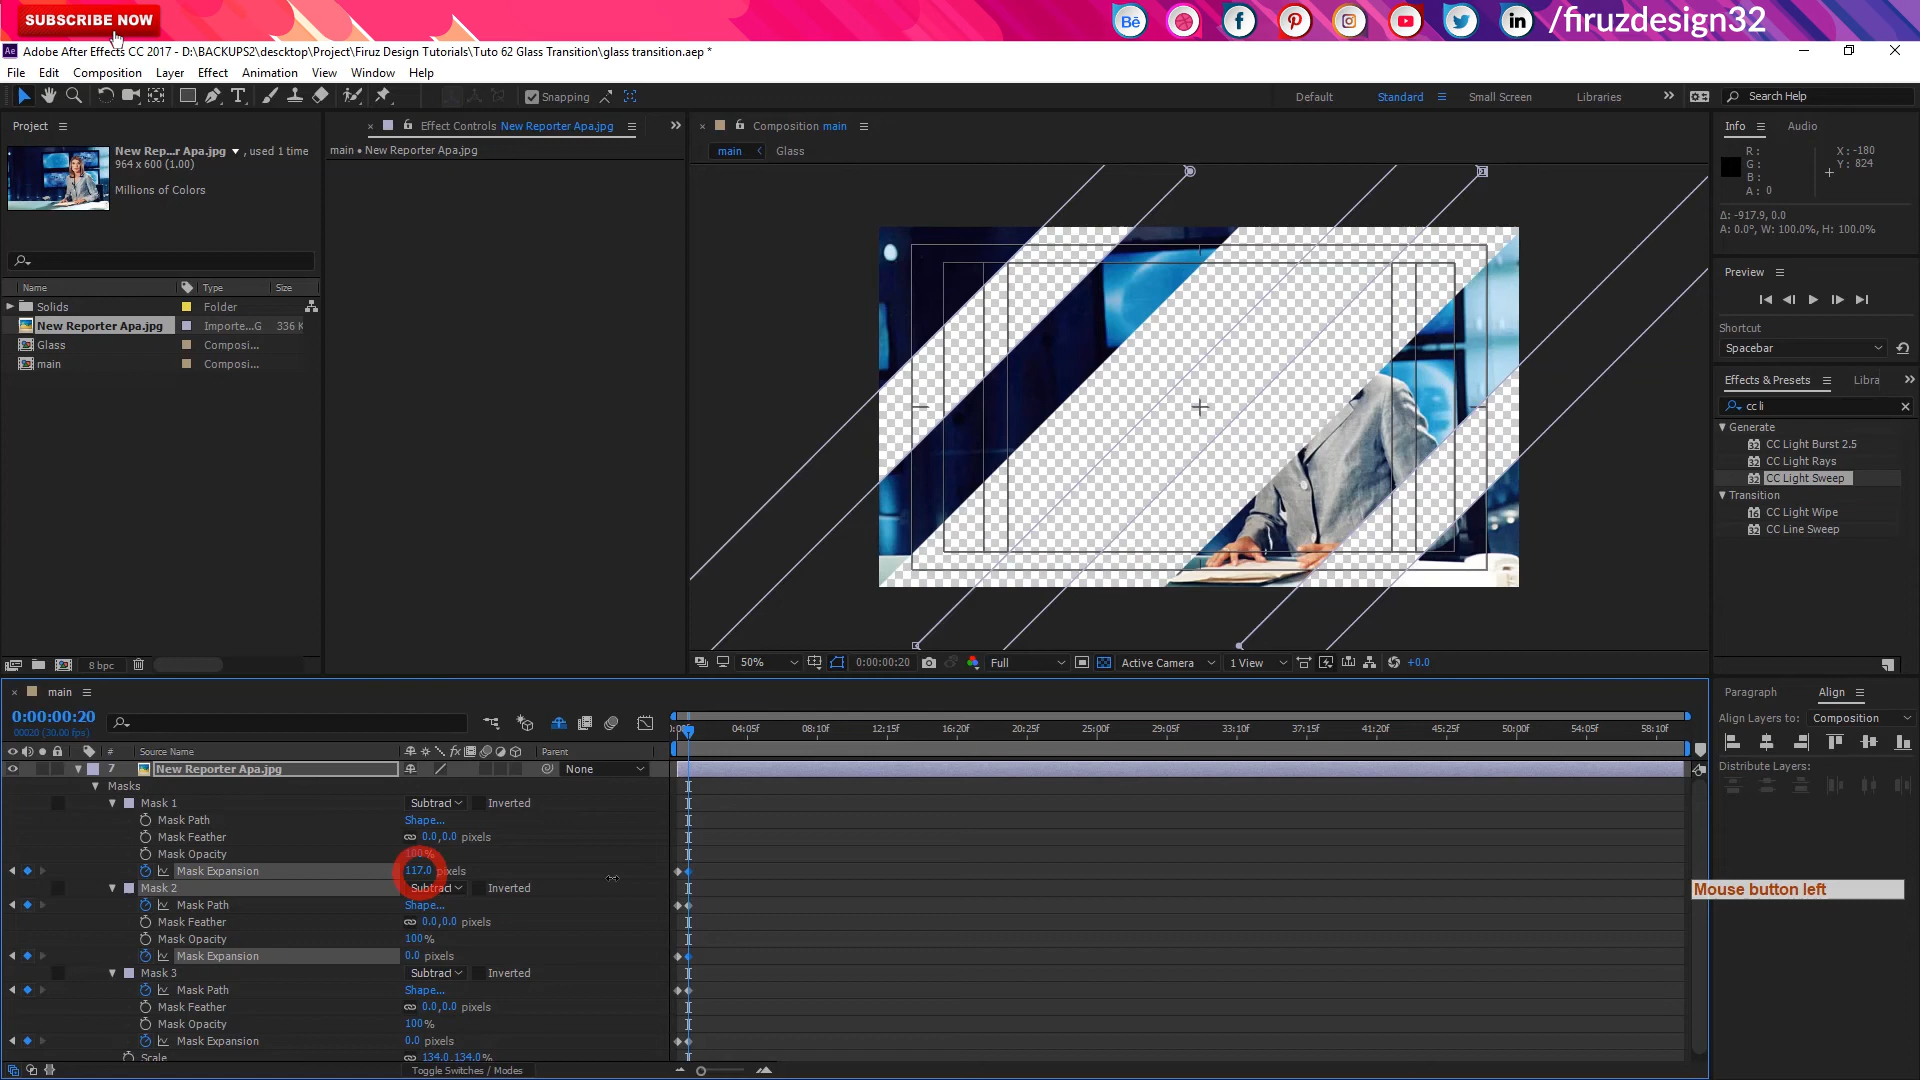 SUBSCRIBE NOW
Bē
/firuzdesign32
Ae Adobe After Effects CC 2017 - D:\BACKUPS2\descktop\Project\Firuz Design Tutorials\Tuto 62 Glass Transition\glass transition.aep *
File Edit Composition Layer Effect Animation View Window Help
Snapping
Default Standard Small Screen Libraries
Search Help
Project
New Rep...r Apa.jpg , used 1 time
964 x 600 (1.00)
Millions of Colors
Name Type Size
Solids Folder
New Reporter Apa.jpg Importe...G 336 K
Glass Composi...
main Composi...
8 bpc
Effect Controls New Reporter Apa.jpg
main • New Reporter Apa.jpg
Composition main
main Glass
50% 0:00:00:20 Full Active Camera 1 View +0.0
Info Audio
R :
G :
B :
A : 0
X : -180
Y : 824
Δ: -917.9, 0.0
A: 0.0°, W: 100.0%, H: 100.0%
Preview
Shortcut
Spacebar
Effects & Presets Libra
cc li
Generate
CC Light Burst 2.5
CC Light Rays
CC Light Sweep
Transition
CC Light Wipe
CC Line Sweep
main
0:00:00:20
00020 (30.00 fps)
# Source Name Parent
04:05f 08:10f 12:15f 16:20f 20:25f 25:00f 29:05f 33:10f 37:15f 41:20f 45:25f 50:00f 54:05f 58:10f
7 New Reporter Apa.jpg None
Masks
Mask 1 Subtract Inverted
Mask Path Shape...
Mask Feather 0.0,0.0 pixels
Mask Opacity 100%
Mask Expansion 117.0 pixels
Mask 2 Subtract Inverted
Mask Path Shape...
Mask Feather 0.0,0.0 pixels
Mask Opacity 100%
Mask Expansion 0.0 pixels
Mask 3 Subtract Inverted
Mask Path Shape...
Mask Feather 0.0,0.0 pixels
Mask Opacity 100%
Mask Expansion 0.0 pixels
Scale 134.0,134.0%
Toggle Switches / Modes
Paragraph Align
Align Layers to: Composition
Distribute Layers:
Mouse button left